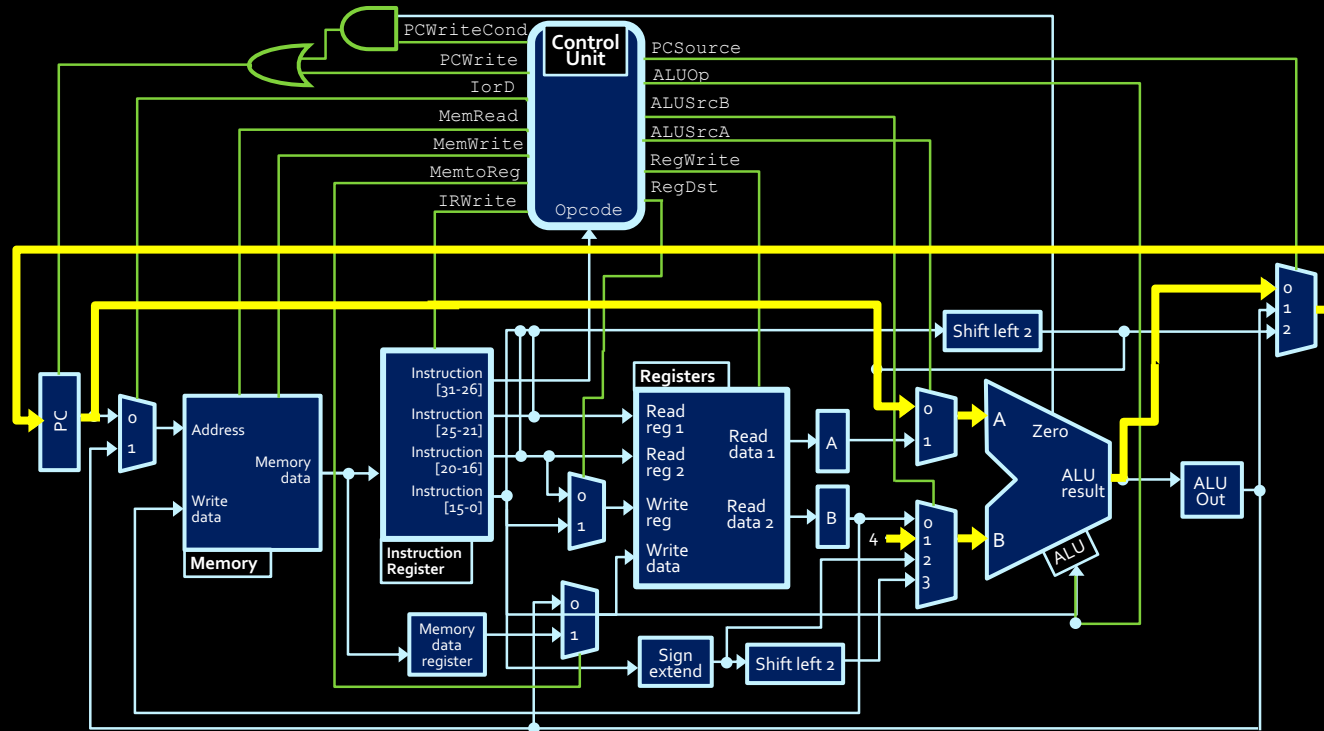 PCWriteCond
PCWrite
IorD
MemRead
MemWrite
MemtoReg
IRWrite
Control
Unit
Opcode
PCSource
ALUOp
ALUSrcB
ALUSrcA
RegWrite
RegDst
PC
0
1
Address
Memory
data
Write
data
Memory
Instruction
[31-26]
Instruction
[25-21]
Instruction
[20-16]
Instruction
[15-0]
Instruction
Register
Memory
data
register
0
1
0
1
Registers
Read
reg 1
Read
reg 2
Write
reg
Write
data
Read
data 1
Read
data 2
A
B
Sign
extend
Shift left 2
Shift left 2
0
1
4
0
1
2
3
A
B
Zero
ALU
result
ALU
ALU
Out
0
1
2